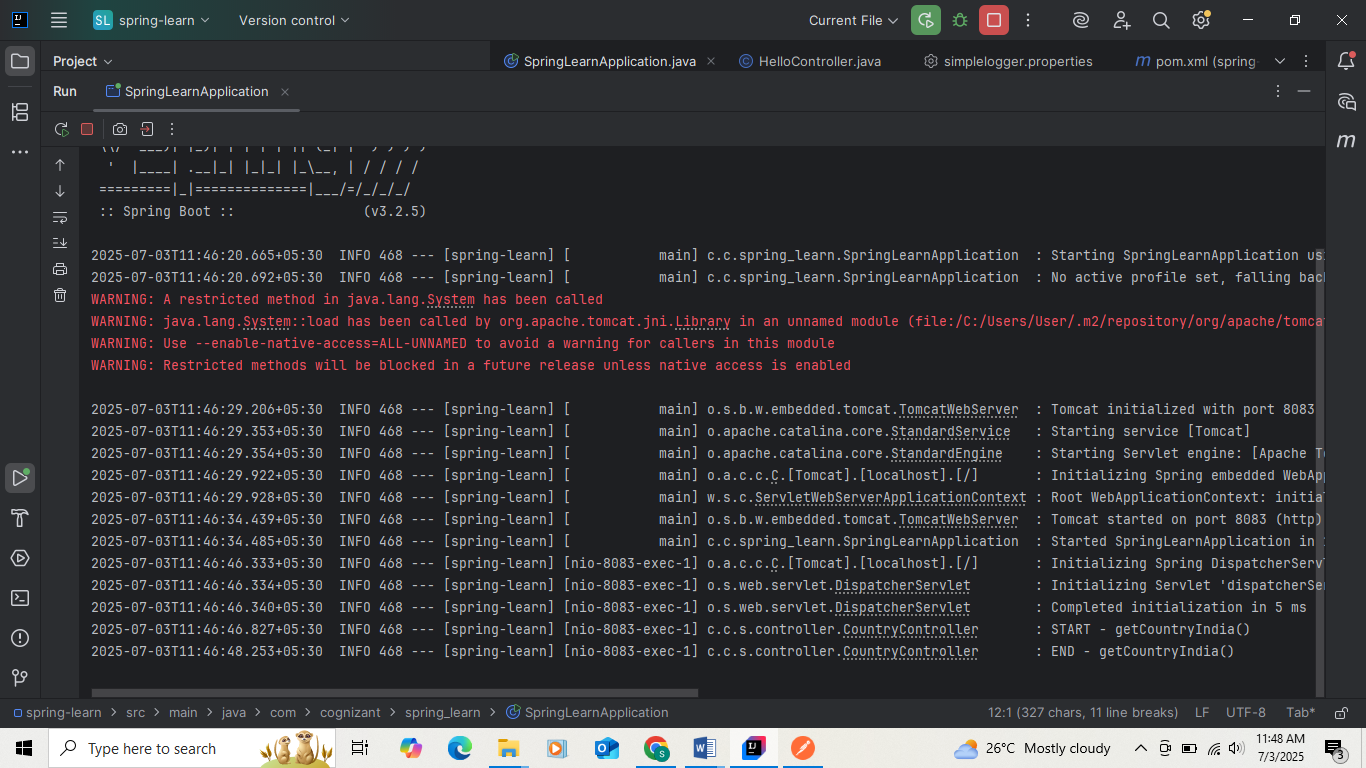 SL spring-learn Version control Current File
Project SpringLearnApplication.java HelloController.java simplelogger.properties pom.xml (spring-
Run SpringLearnApplication
'  |____| .__|_| |_|_| |_\__, | / / / /
=========|_|==============|___/=/_/_/_/
:: Spring Boot ::                (v3.2.5)
2025-07-03T11:46:20.665+05:30  INFO 468 --- [spring-learn] [           main] c.c.spring_learn.SpringLearnApplication  : Starting SpringLearnApplication usi
2025-07-03T11:46:20.692+05:30  INFO 468 --- [spring-learn] [           main] c.c.spring_learn.SpringLearnApplication  : No active profile set, falling bac
WARNING: A restricted method in java.lang.System has been called
WARNING: java.lang.System::load has been called by org.apache.tomcat.jni.Library in an unnamed module (file:/C:/Users/User/.m2/repository/org/apache/tomca
WARNING: Use --enable-native-access=ALL-UNNAMED to avoid a warning for callers in this module
WARNING: Restricted methods will be blocked in a future release unless native access is enabled
2025-07-03T11:46:29.206+05:30  INFO 468 --- [spring-learn] [           main] o.s.b.w.embedded.tomcat.TomcatWebServer  : Tomcat initialized with port 8083
2025-07-03T11:46:29.353+05:30  INFO 468 --- [spring-learn] [           main] o.apache.catalina.core.StandardService   : Starting service [Tomcat]
2025-07-03T11:46:29.354+05:30  INFO 468 --- [spring-learn] [           main] o.apache.catalina.core.StandardEngine    : Starting Servlet engine: [Apache T
2025-07-03T11:46:29.922+05:30  INFO 468 --- [spring-learn] [           main] o.a.c.c.C.[Tomcat].[localhost].[/]       : Initializing Spring embedded WebAp
2025-07-03T11:46:29.928+05:30  INFO 468 --- [spring-learn] [           main] w.s.c.ServletWebServerApplicationContext : Root WebApplicationContext: initia
2025-07-03T11:46:34.439+05:30  INFO 468 --- [spring-learn] [           main] o.s.b.w.embedded.tomcat.TomcatWebServer  : Tomcat started on port 8083 (http)
2025-07-03T11:46:34.485+05:30  INFO 468 --- [spring-learn] [           main] c.c.spring_learn.SpringLearnApplication  : Started SpringLearnApplication in
2025-07-03T11:46:46.333+05:30  INFO 468 --- [spring-learn] [nio-8083-exec-1] o.a.c.c.C.[Tomcat].[localhost].[/]       : Initializing Spring DispatcherServ
2025-07-03T11:46:46.334+05:30  INFO 468 --- [spring-learn] [nio-8083-exec-1] o.s.web.servlet.DispatcherServlet        : Initializing Servlet 'dispatcherSe
2025-07-03T11:46:46.340+05:30  INFO 468 --- [spring-learn] [nio-8083-exec-1] o.s.web.servlet.DispatcherServlet        : Completed initialization in 5 ms
2025-07-03T11:46:46.827+05:30  INFO 468 --- [spring-learn] [nio-8083-exec-1] c.c.s.controller.CountryController       : START - getCountryIndia()
2025-07-03T11:46:48.253+05:30  INFO 468 --- [spring-learn] [nio-8083-exec-1] c.c.s.controller.CountryController       : END - getCountryIndia()
spring-learn > src > main > java > com > cognizant > spring_learn > SpringLearnApplication 12:1 (327 chars, 11 line breaks) LF UTF-8 Tab*
Type here to search 26°C Mostly cloudy 11:48 AM
7/3/2025 3